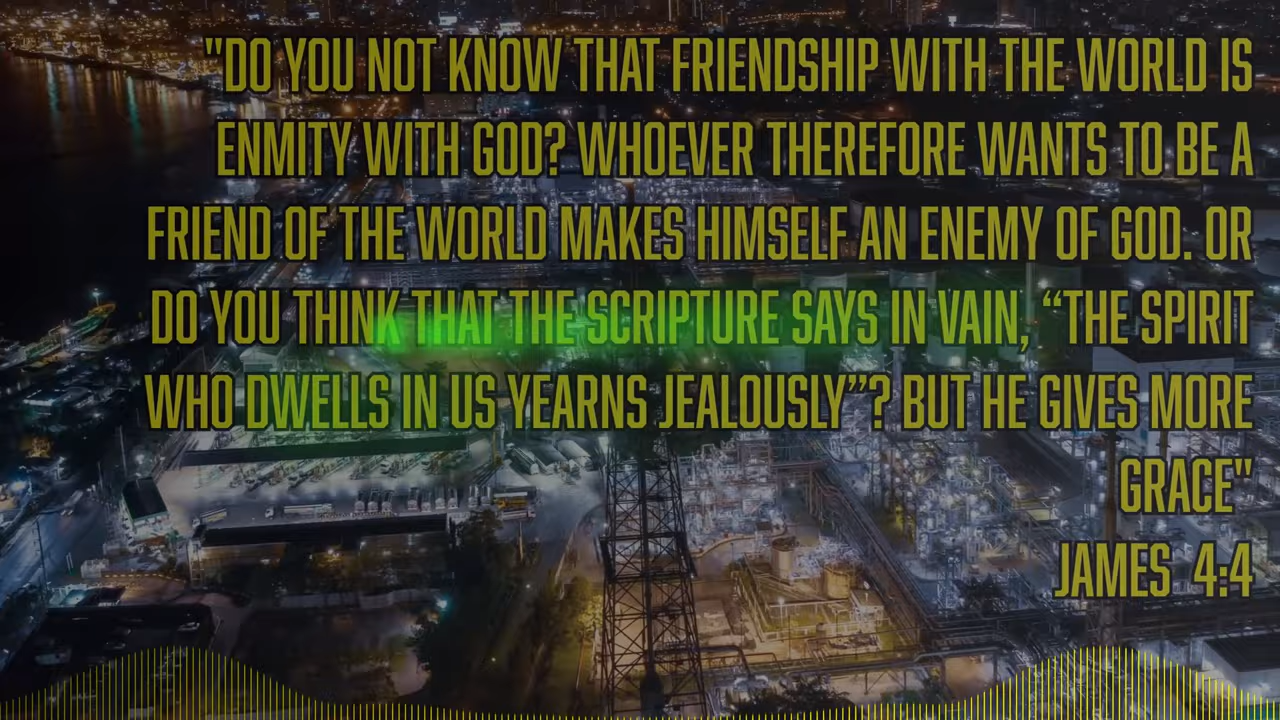 "DO YOU NOT KNOW THAT FRIENDSHIP WITH THE WORLD IS
ENMITY WITH GOD? WHOEVER THEREFORE WANTS TO BE A
FRIEND OF THE WORLD MAKES HIMSELF AN ENEMY OF GOD. OR
DO YOU THINK THAT THE SCRIPTURE SAYS IN VAIN, “THE SPIRIT
WHO DWELLS IN US YEARNS JEALOUSLY”? BUT HE GIVES MORE
GRACE"
JAMES 4:4